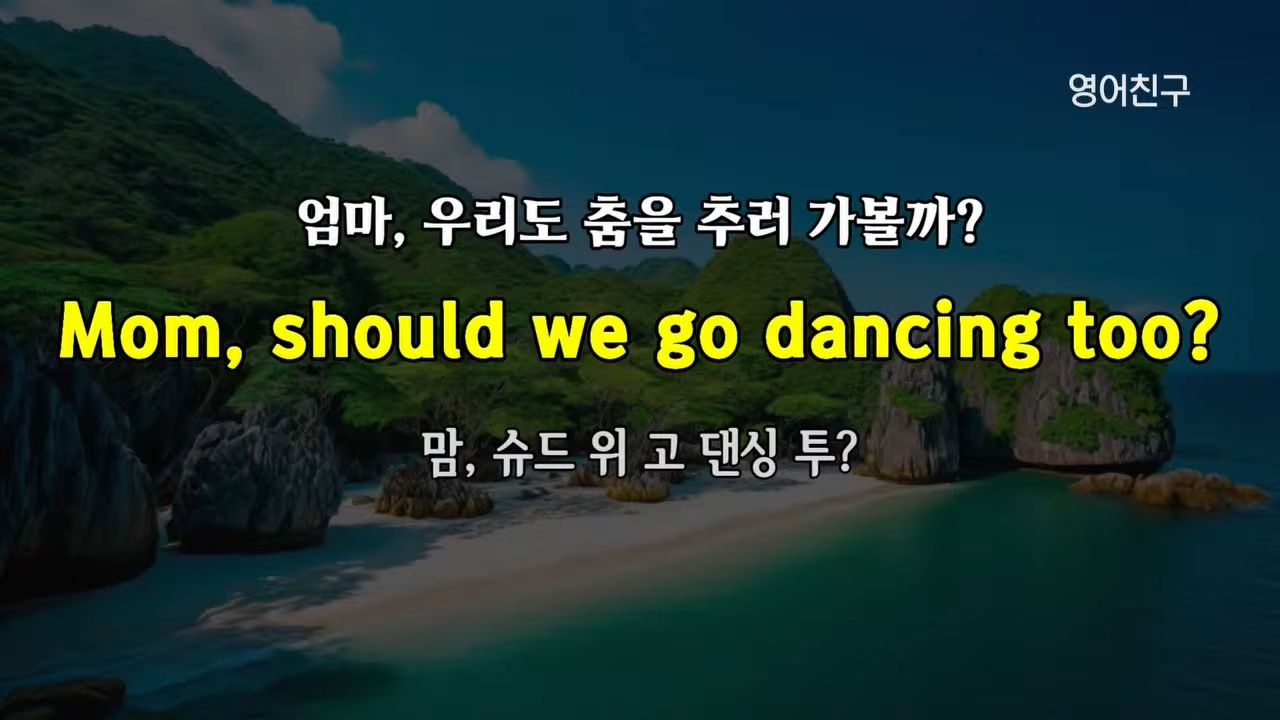 영어친구
엄마, 우리도 춤을 추러 가볼까?
Mom, should we go dancing too?
맘, 슈드 위 고 댄싱 투?